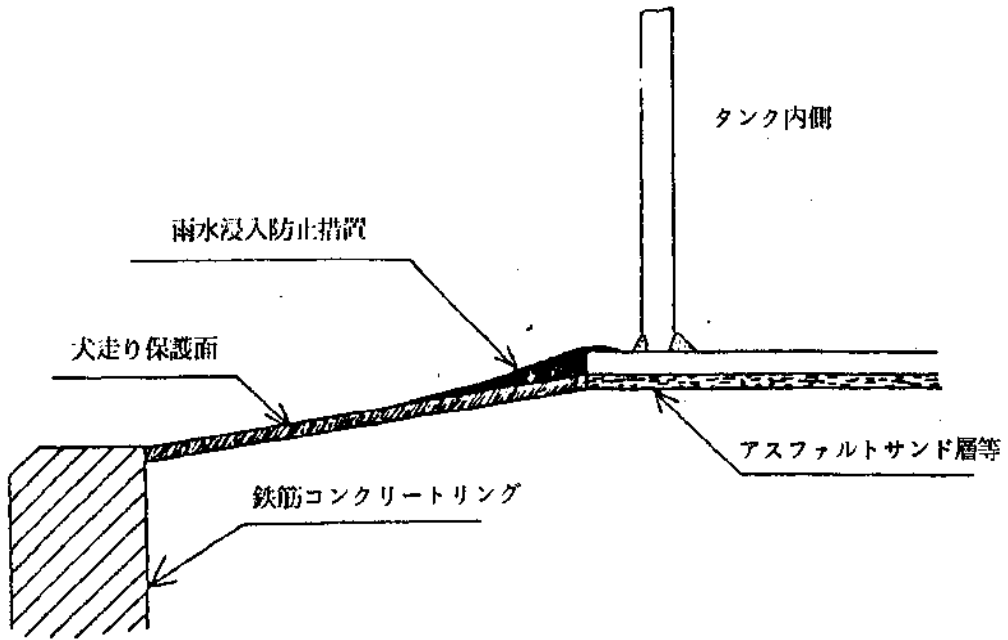 タンク内側
雨水浸入防止措置
犬走り保護面
アスファルトサンド層等
鉄筋コンクリートリング